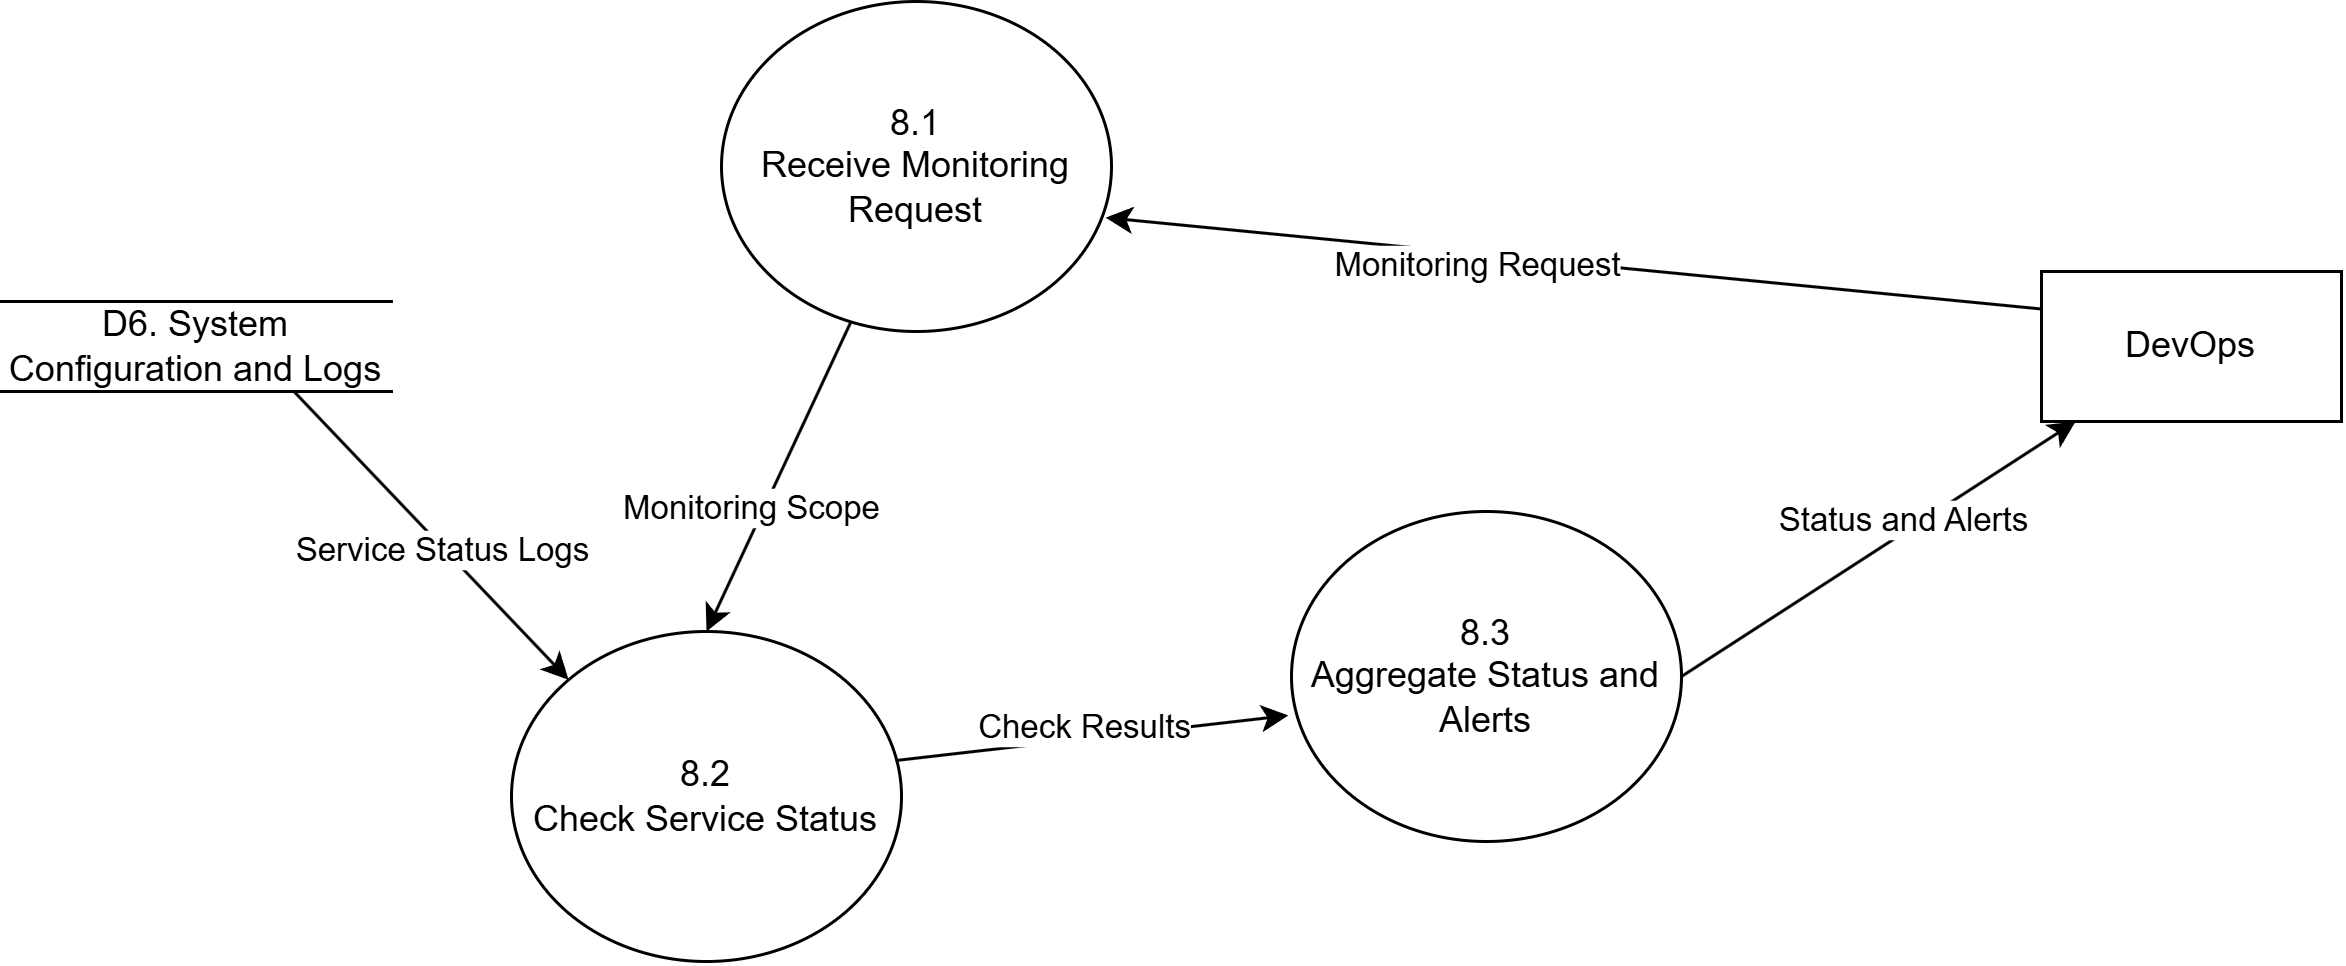 8.1
Receive Monitoring
Request
Monitoring Request
D6. System
Configuration and Logs
DevOps
Monitoring Scope
Service Status Logs
Status and Alerts
8.3
Aggregate Status and
Alerts
Check Results
8.2
Check Service Status